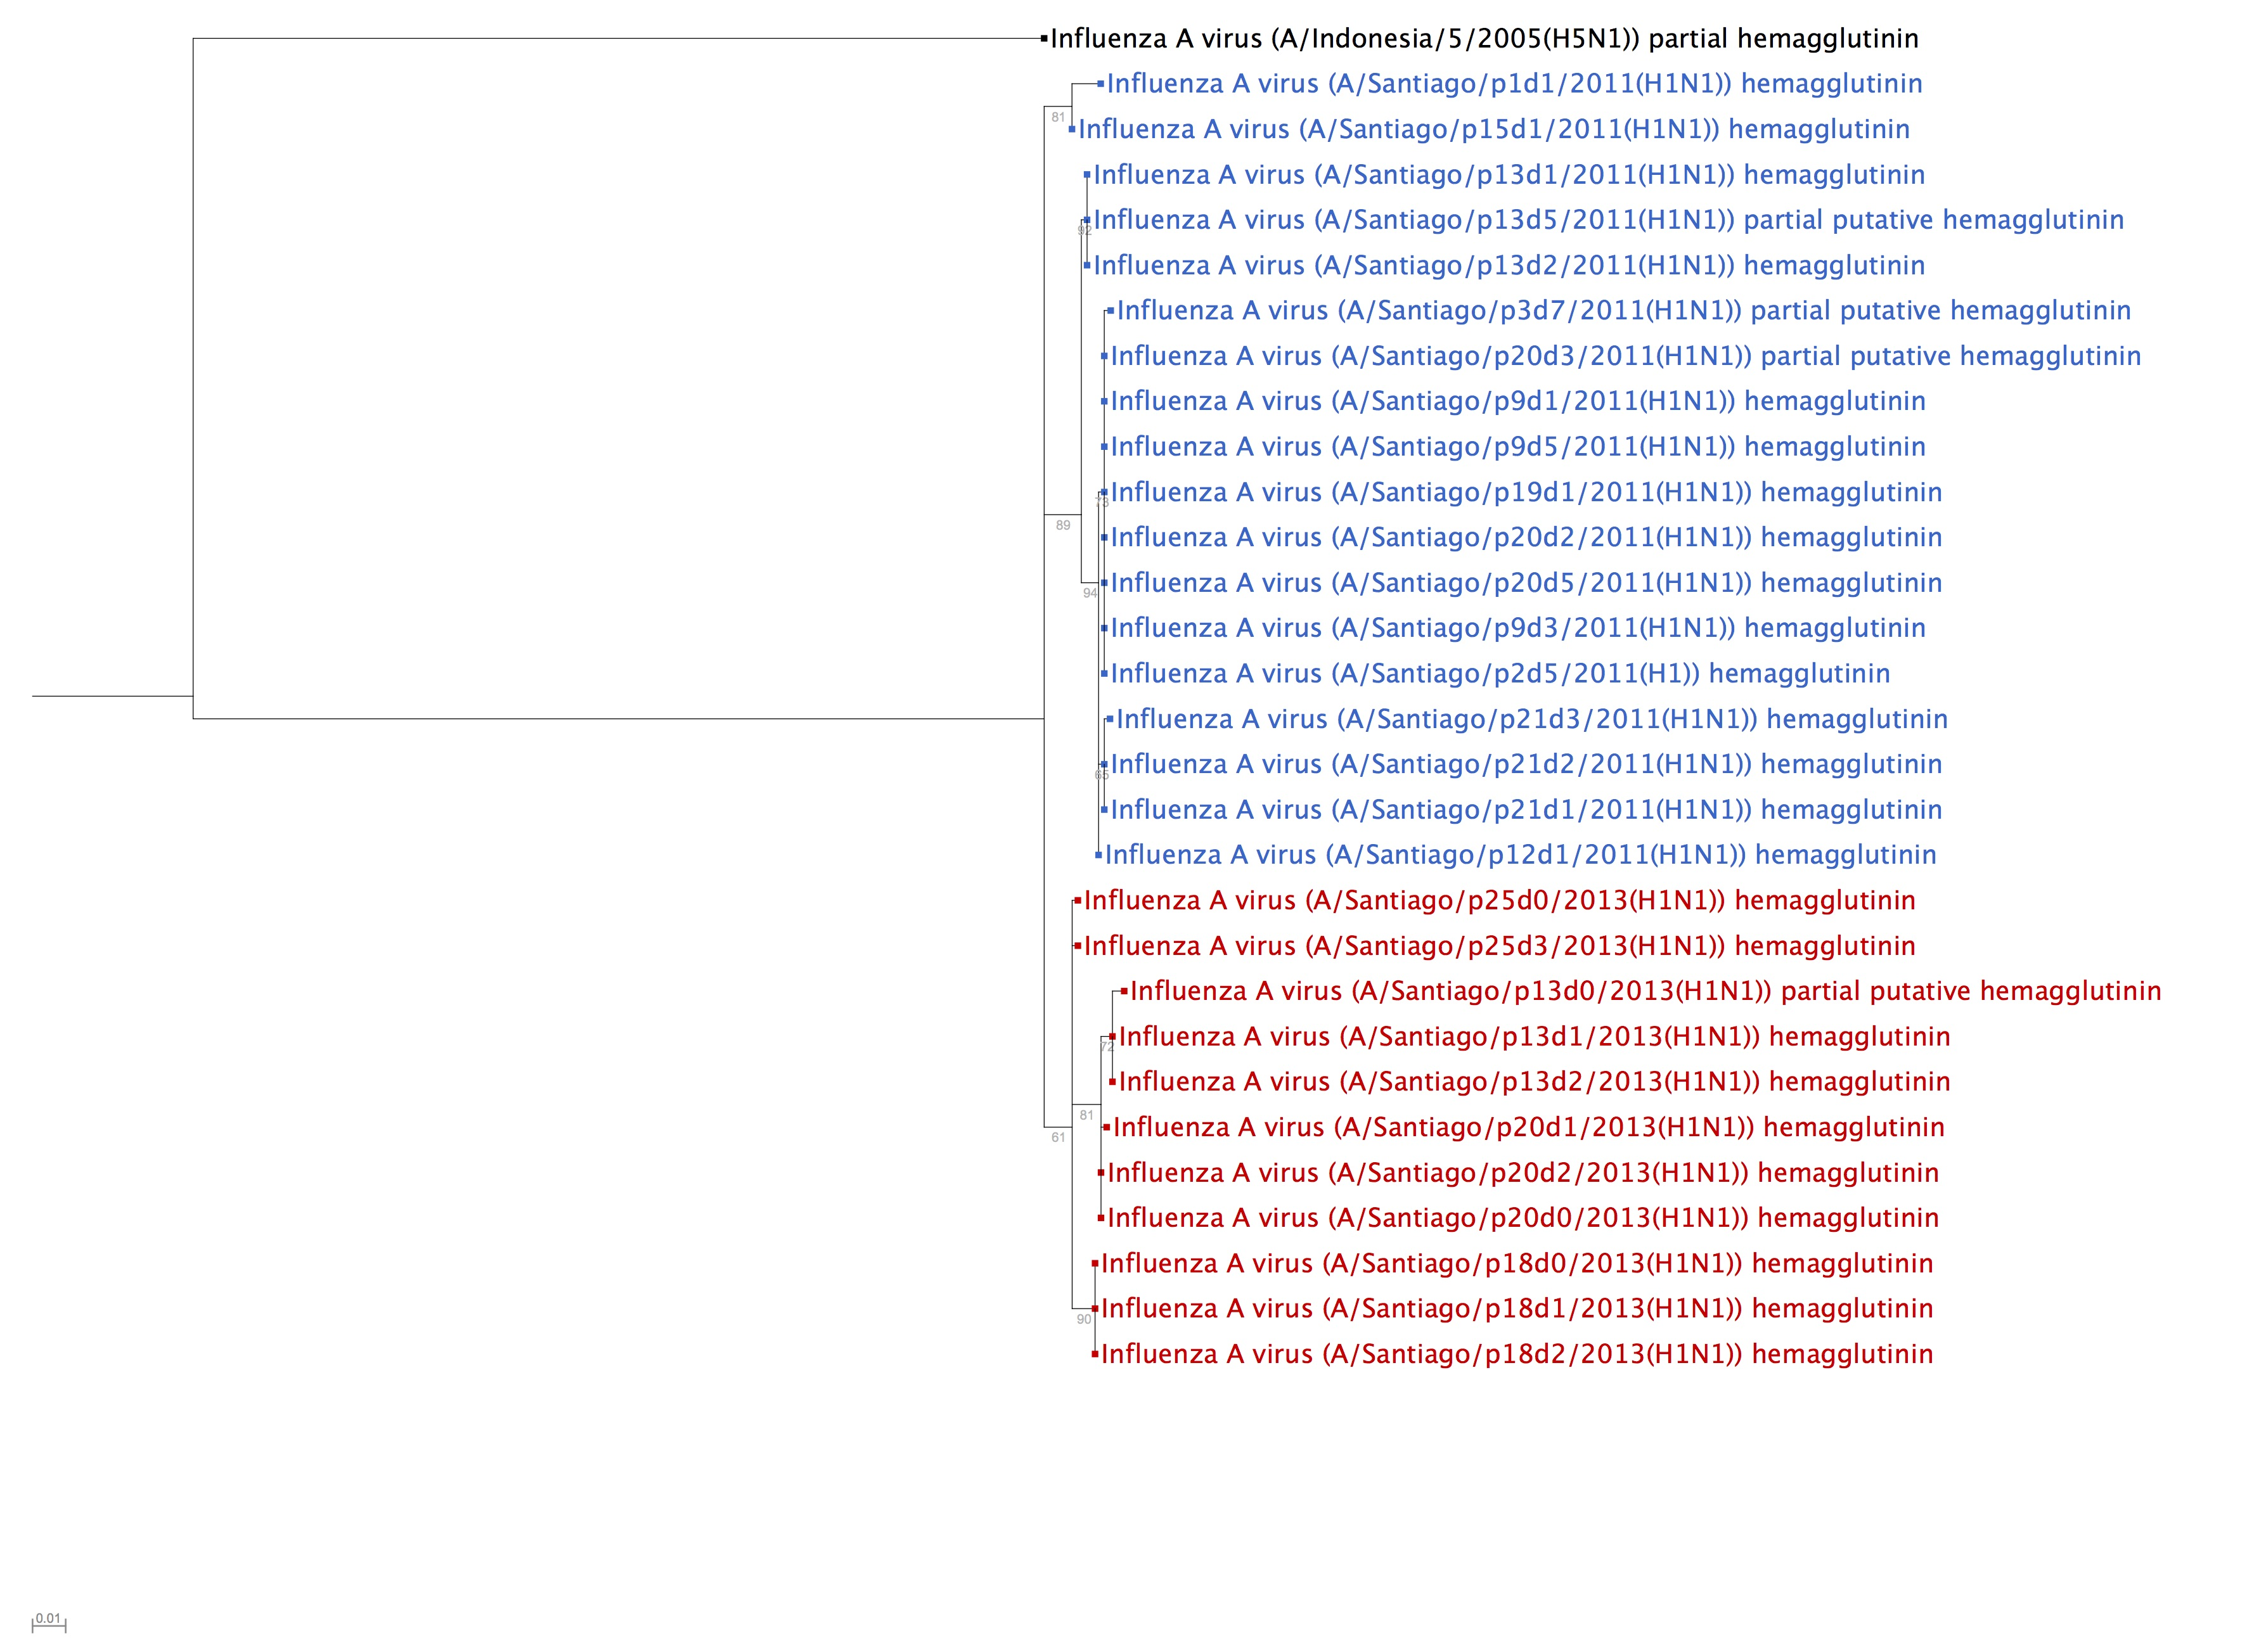 Influenza A virus (A/Indonesia/5/2005(H5N1)) partial hemagglutinin
Influenza A virus (A/Santiago/p1d1/2011(H1N1)) hemagglutinin
81
Influenza A virus (A/Santiago/p15d1/2011(H1N1)) hemagglutinin
Influenza A virus (A/Santiago/p13d1/2011(H1N1)) hemagglutinin
Influenza A virus (A/Santiago/p13d5/2011(H1N1)) partial putative hemagglutinin
Influenza A virus (A/Santiago/p13d2/2011(H1N1)) hemagglutinin
Influenza A virus (A/Santiago/p3d7/2011(H1N1)) partial putative hemagglutinin
Influenza A virus (A/Santiago/p20d3/2011(H1N1)) partial putative hemagglutinin
Influenza A virus (A/Santiago/p9d1/2011(H1N1)) hemagglutinin
Influenza A virus (A/Santiago/p9d5/2011(H1N1)) hemagglutinin
Influenza A virus (A/Santiago/p19d1/2011(H1N1)) hemagglutinin
89
Influenza A virus (A/Santiago/p20d2/2011(H1N1)) hemagglutinin
Influenza A virus (A/Santiago/p20d5/2011(H1N1)) hemagglutinin
94
Influenza A virus (A/Santiago/p9d3/2011(H1N1)) hemagglutinin
Influenza A virus (A/Santiago/p2d5/2011(H1)) hemagglutinin
Influenza A virus (A/Santiago/p21d3/2011(H1N1)) hemagglutinin
Influenza A virus (A/Santiago/p21d2/2011(H1N1)) hemagglutinin
Influenza A virus (A/Santiago/p21d1/2011(H1N1)) hemagglutinin
Influenza A virus (A/Santiago/p12d1/2011(H1N1)) hemagglutinin
Influenza A virus (A/Santiago/p25d0/2013(H1N1)) hemagglutinin
Influenza A virus (A/Santiago/p25d3/2013(H1N1)) hemagglutinin
Influenza A virus (A/Santiago/p13d0/2013(H1N1)) partial putative hemagglutinin
Influenza A virus (A/Santiago/p13d1/2013(H1N1)) hemagglutinin
72
Influenza A virus (A/Santiago/p13d2/2013(H1N1)) hemagglutinin
81
Influenza A virus (A/Santiago/p20d1/2013(H1N1)) hemagglutinin
61
Influenza A virus (A/Santiago/p20d2/2013(H1N1)) hemagglutinin
Influenza A virus (A/Santiago/p20d0/2013(H1N1)) hemagglutinin
Influenza A virus (A/Santiago/p18d0/2013(H1N1)) hemagglutinin
Influenza A virus (A/Santiago/p18d1/2013(H1N1)) hemagglutinin
90
Influenza A virus (A/Santiago/p18d2/2013(H1N1)) hemagglutinin
0.01